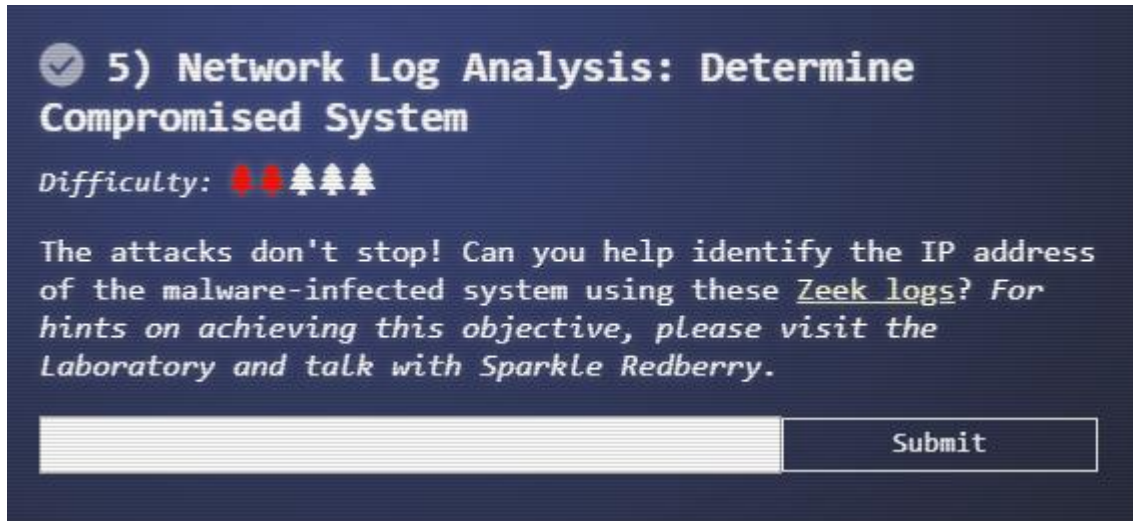 5) Network Log Analysis: Determine
Compromised System
Difficulty:
The attacks don't stop! Can you help identify the IP address
of the malware-infected system using these Zeek logs? For
hints on achieving this objective, please visit the
Laboratory and talk with Sparkle Redberry.
Submit